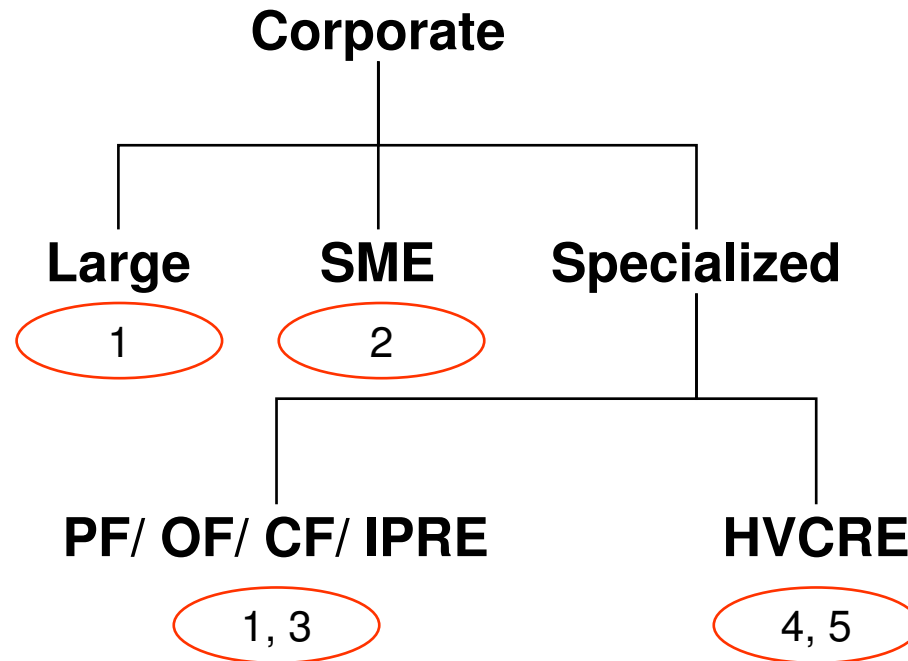 Corporate
Large SME Specialized
1 2
PF/ OF/ CF/ IPRE HVCRE
1, 3 4, 5